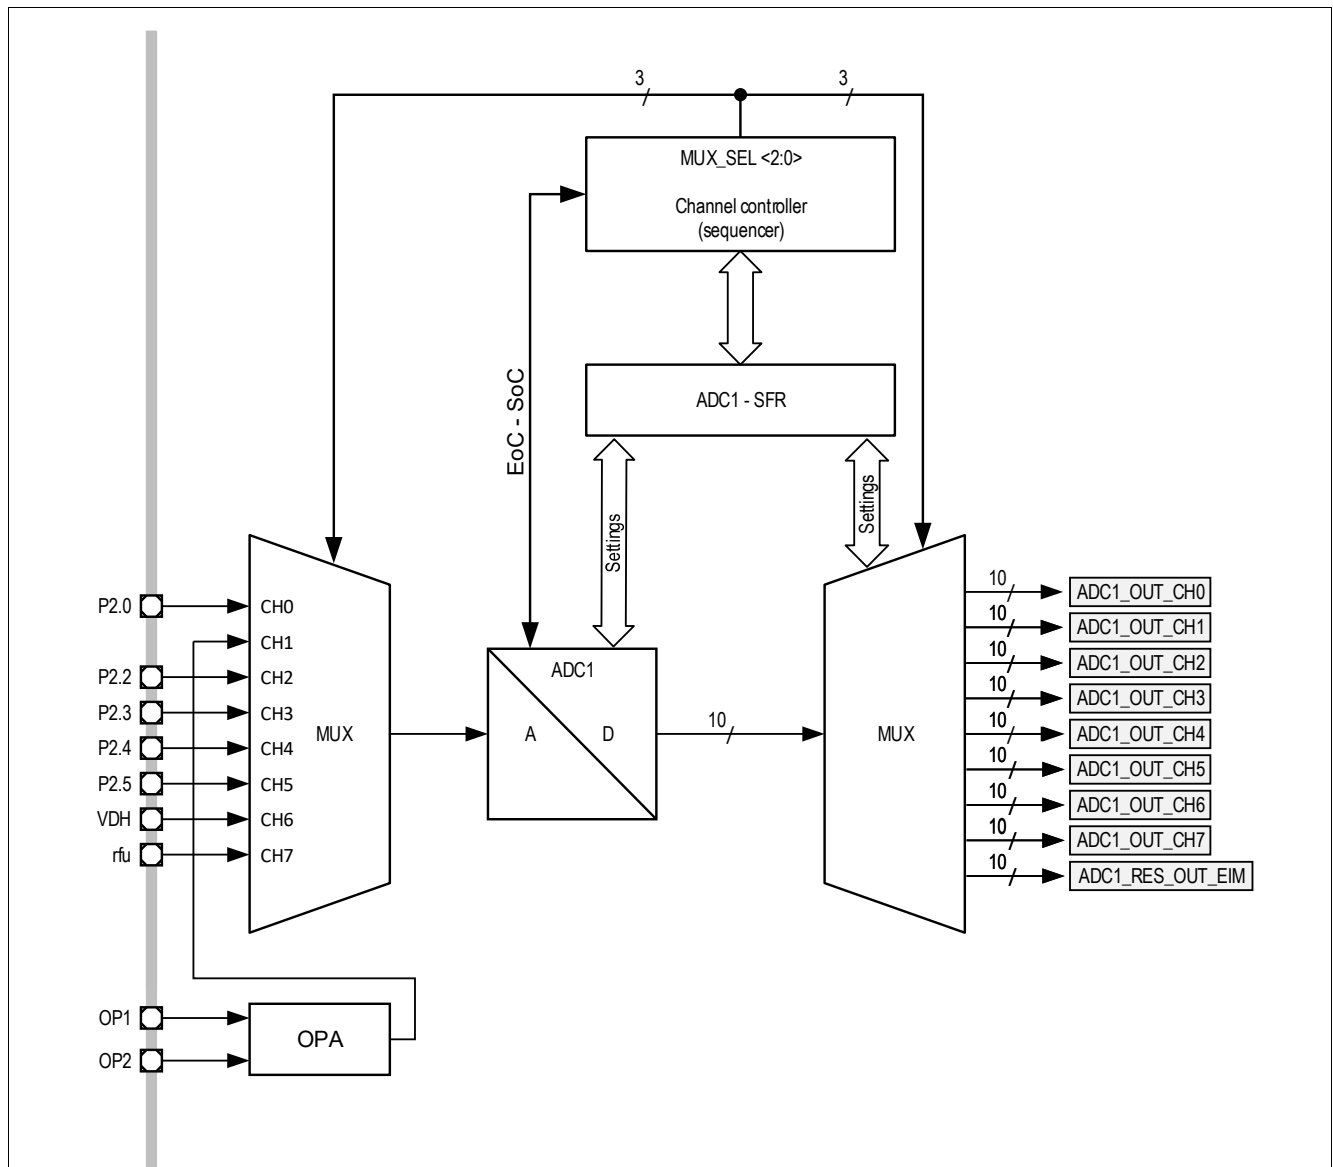 3
3
MUX_SEL <2:0>
Channel controller
(sequencer)
EoC - SoC
ADC1 - SFR
Settings
Settings
P2.0
CH0
CH1
P2.2
CH2
P2.3
CH3
P2.4
CH4
P2.5
CH5
VDH
CH6
rfu
CH7
MUX
ADC1
A
D
10
MUX
10
ADC1_OUT_CH0
10
ADC1_OUT_CH1
10
ADC1_OUT_CH2
10
ADC1_OUT_CH3
10
ADC1_OUT_CH4
10
ADC1_OUT_CH5
10
ADC1_OUT_CH6
10
ADC1_OUT_CH7
10
ADC1_RES_OUT_EIM
OP1
OP2
OPA